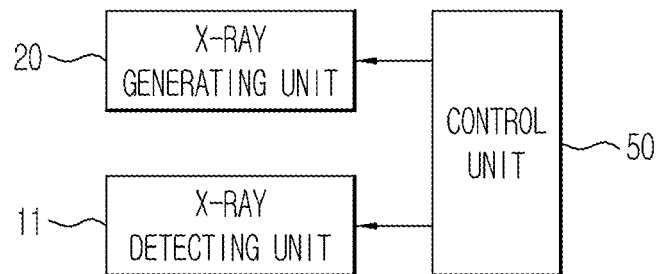 20
X-RAY
GENERATING UNIT
CONTROL
UNIT
50
11
X-RAY
DETECTING UNIT